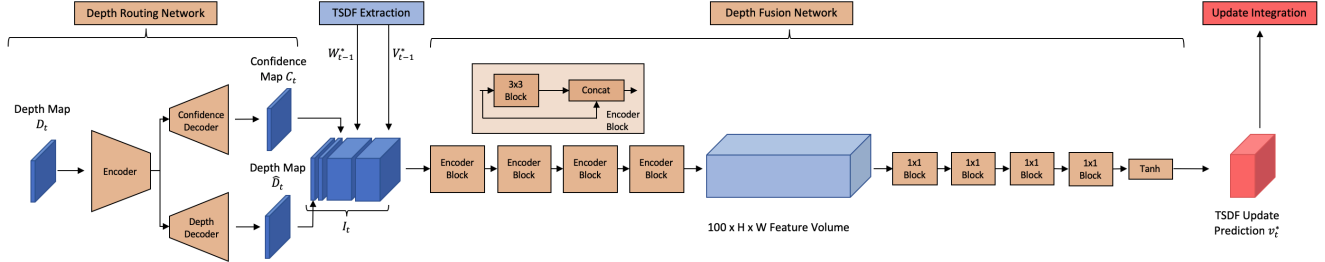 Depth Routing Network
TSDF Extraction
Depth Fusion Network
Update Integration
W*t-1
V*t-1
Confidence
Map Ct
Depth Map
Dt
Confidence
Decoder
Encoder
Depth Map
D̂t
Depth
Decoder
It
3x3
Block
Concat
Encoder
Block
Encoder
Block
Encoder
Block
Encoder
Block
Encoder
Block
100 x H x W Feature Volume
1x1
Block
1x1
Block
1x1
Block
1x1
Block
Tanh
TSDF Update
Prediction v*t